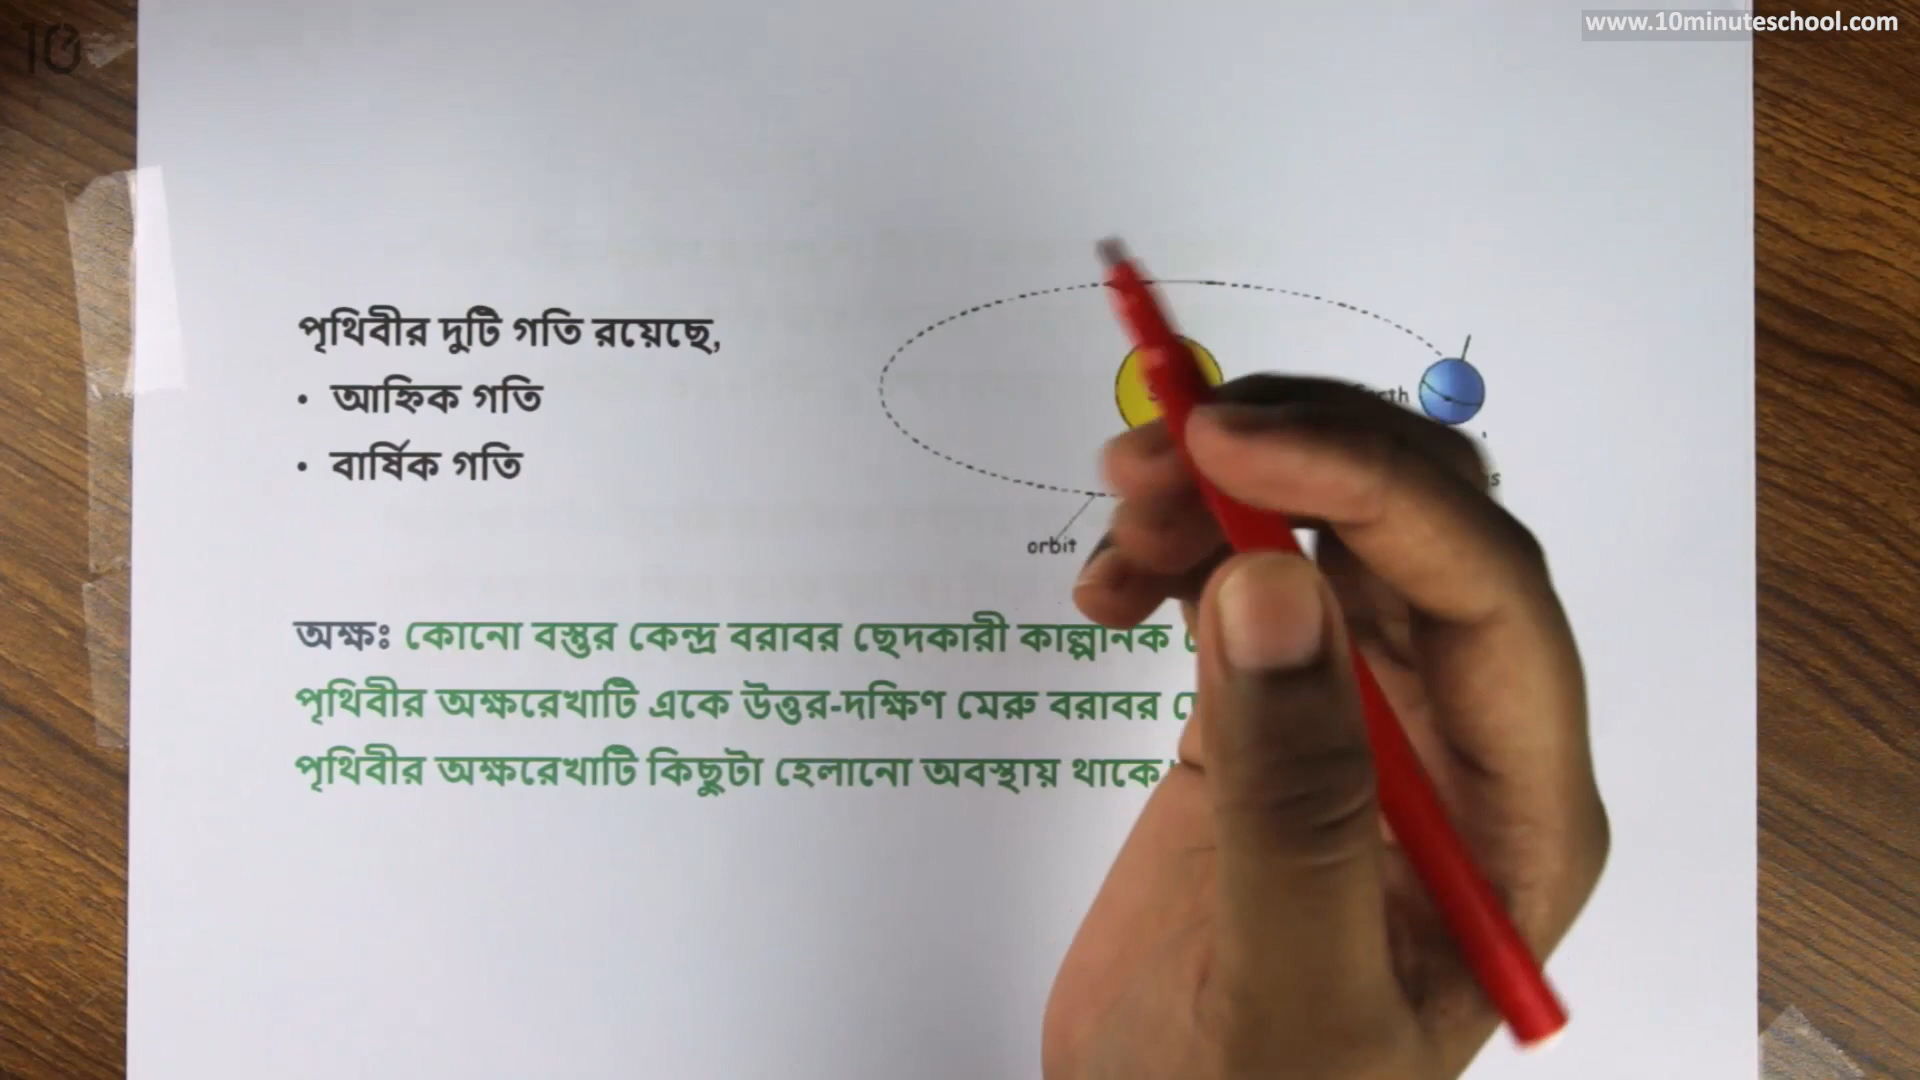 10
www.10minuteschool.com
পৃথিবীর দুটি গতি রয়েছে,
• আহ্নিক গতি
• বার্ষিক গতি
orbit
অক্ষঃ কোনো বস্তুর কেন্দ্র বরাবর ছেদকারী কাল্পনিক
পৃথিবীর অক্ষরেখাটি একে উত্তর-দক্ষিণ মেরু বরাবর
পৃথিবীর অক্ষরেখাটি কিছুটা হেলানো অবস্থায় থাকে।